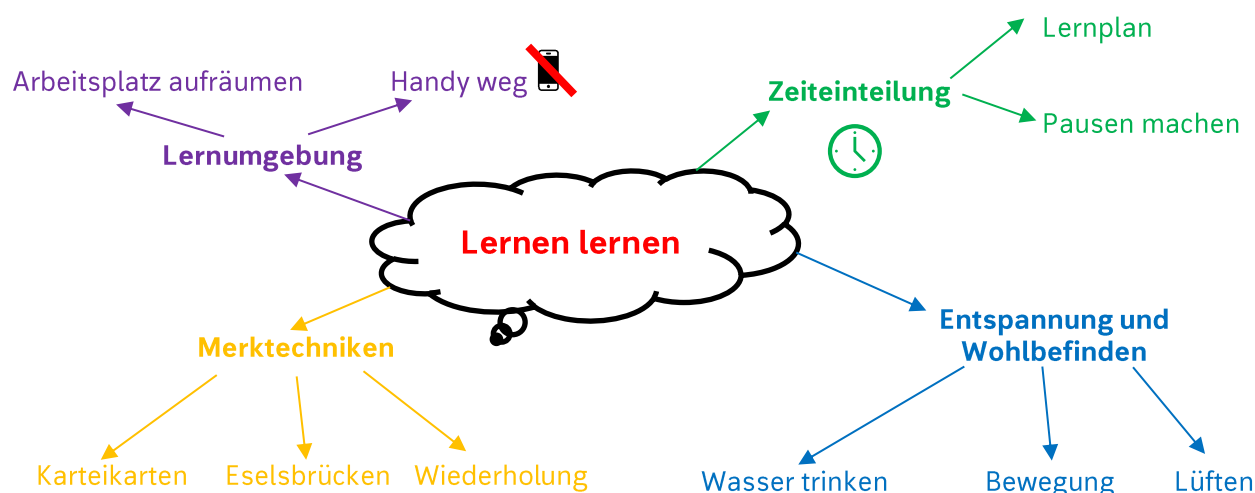 Lernplan
Arbeitsplatz aufräumen
Handy weg
Zeiteinteilung
Pausen machen
Lernumgebung
Lernen lernen
Entspannung und
Wohlbefinden
Merktechniken
Karteikarten
Eselsbrücken
Wiederholung
Wasser trinken
Bewegung
Lüften